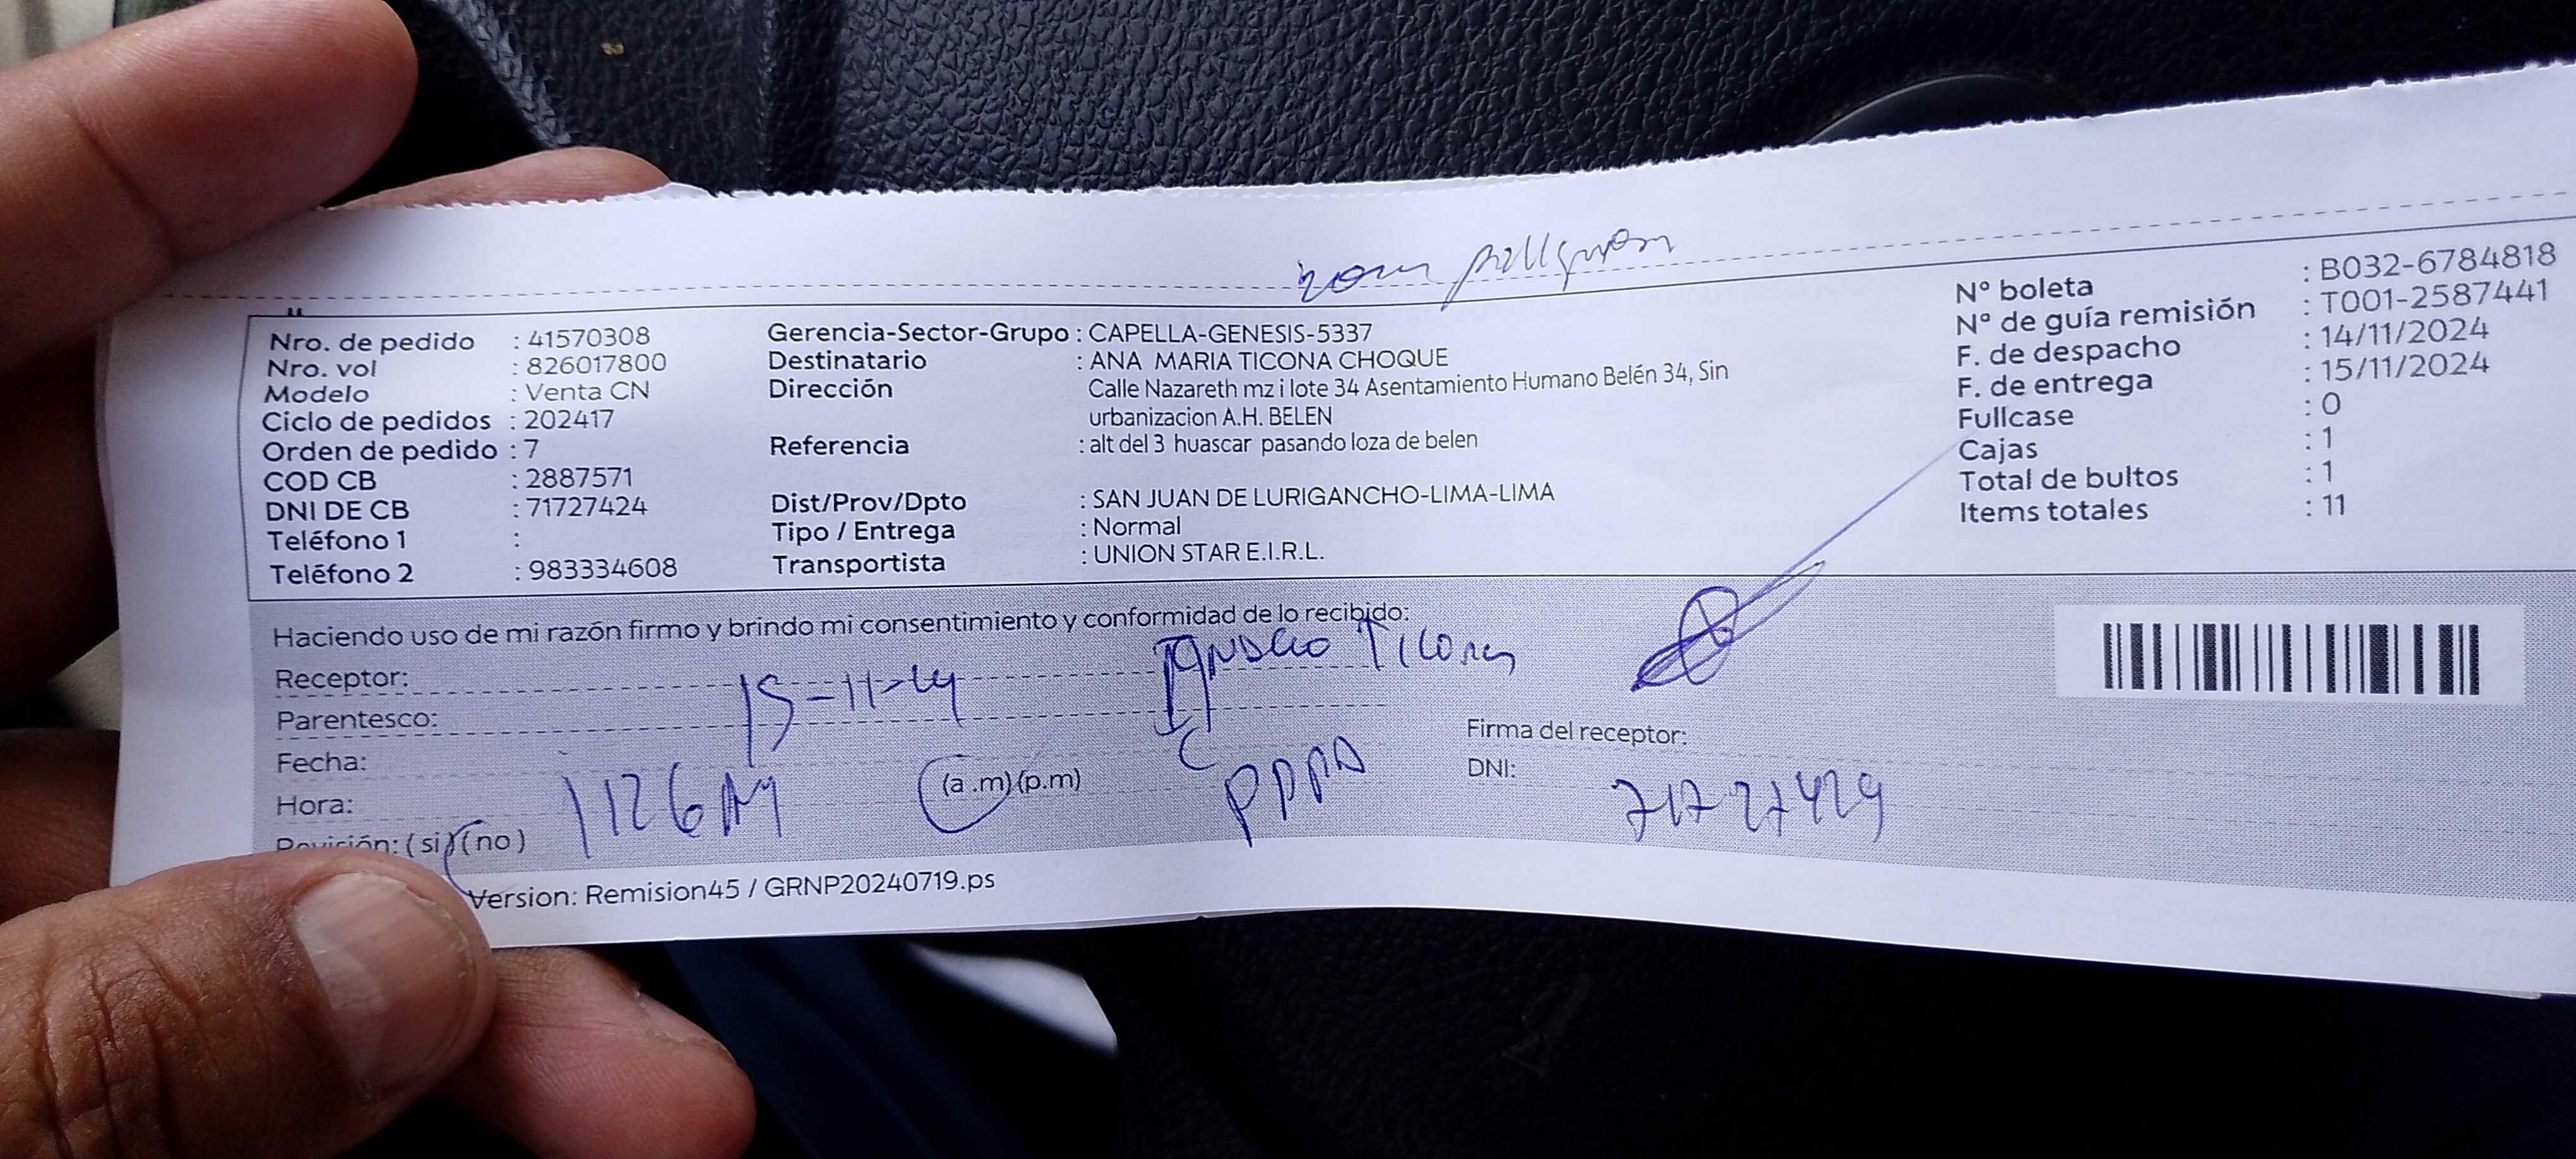 Nro. de pedido : 41570308
Nro. vol : 826017800
Modelo : Venta CN
Ciclo de pedidos : 202417
Orden de pedido : 7
COD CB : 2887571
DNI DE CB : 71727424
Teléfono 1 :
Teléfono 2 : 983334608
Gerencia-Sector-Grupo : CAPELLA-GENESIS-5337
Destinatario : ANA MARIA TICONA CHOQUE
Dirección Calle Nazareth mz i lote 34 Asentamiento Humano Belén 34, Sin
urbanizacion A.H. BELEN
Referencia : alt del 3 huascar pasando loza de belen
Dist/Prov/Dpto : SAN JUAN DE LURIGANCHO-LIMA-LIMA
Tipo / Entrega : Normal
Transportista : UNION STAR E.I.R.L.
N° boleta : B032-6784818
N° de guía remisión : T001-2587441
F. de despacho : 14/11/2024
F. de entrega : 15/11/2024
Fullcase : 0
Cajas : 1
Total de bultos : 1
Items totales : 11
Haciendo uso de mi razón firmo y brindo mi consentimiento y conformidad de lo recibido:
Receptor: Ticona
Parentesco:
Fecha: 15-11-24
Hora: 1126 AM (a .m)(p.m)
Revisión: (si)(no)
Firma del receptor:
DNI: 71727424
Version: Remision45 / GRNP20240719.ps